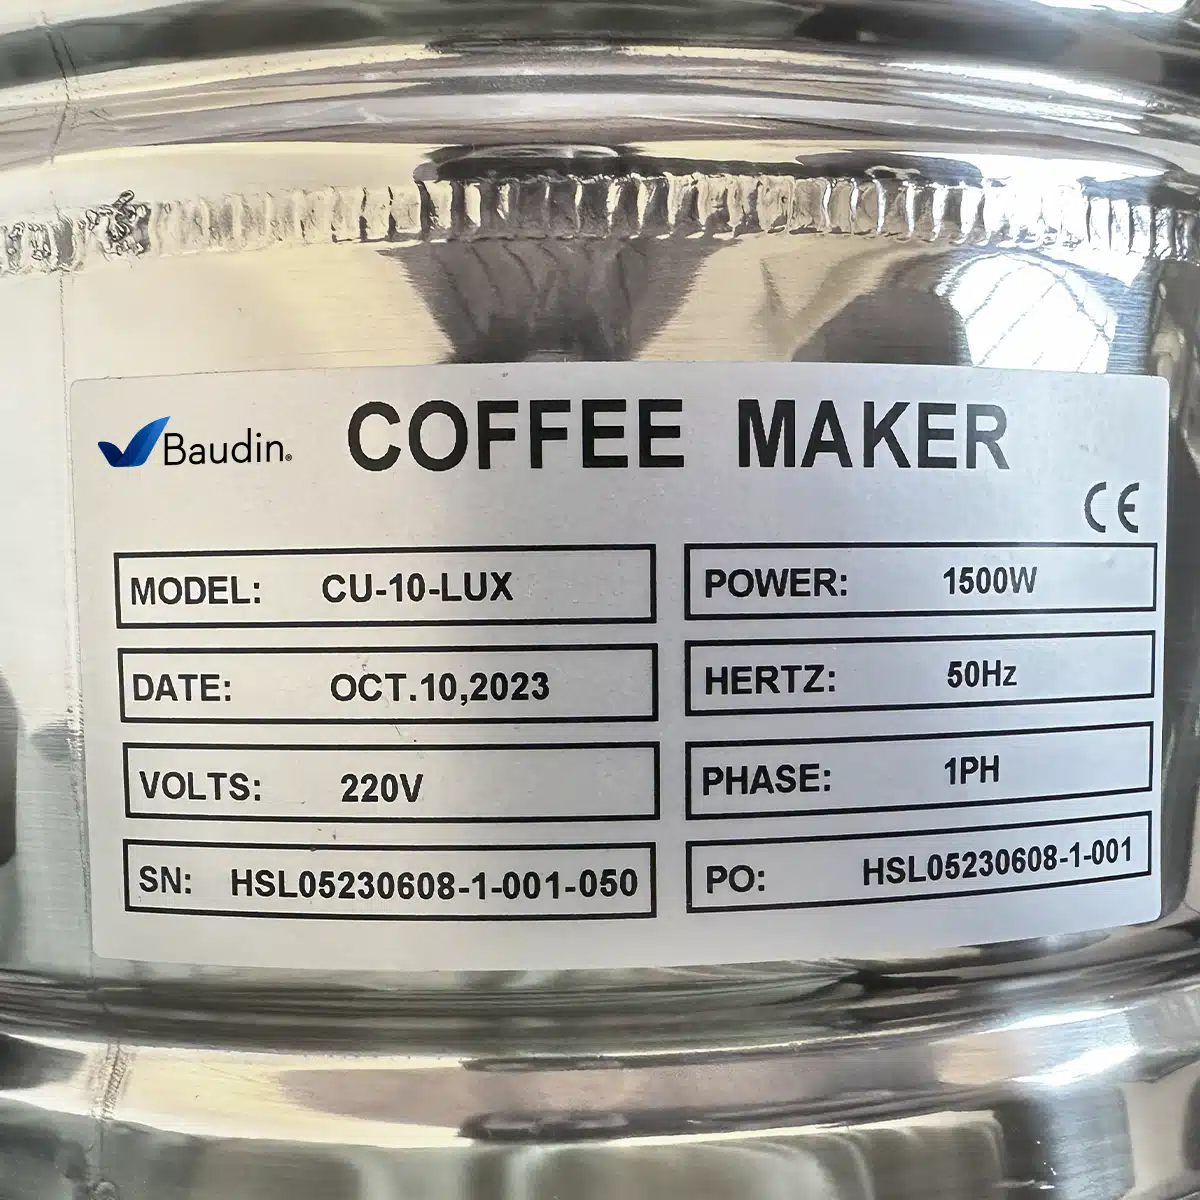 Baudin® COFFEE MAKER
CE
MODEL: CU-10-LUX
POWER: 1500W
DATE: OCT.10,2023
HERTZ: 50Hz
VOLTS: 220V
PHASE: 1PH
SN: HSL05230608-1-001-050
PO: HSL05230608-1-001